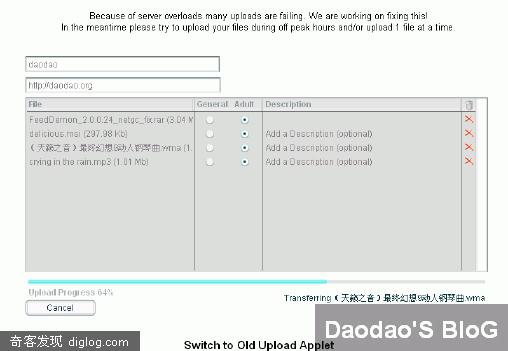 Because of server overloads many uploads are failing. We are working on fixing this!
In the meantime please try to upload your files during off peak hours and/or upload 1 file at a time.
daodao
http://daodao.org
File General Adult Description
FeedDemon_2.0.0.24_netgc_fix.rar (3.04 M
delicious.msi (297.98 Kb) Add a Description (optional)
(天籁之音)最终幻想8动人钢琴曲.wma (1. Add a Description (optional)
crying in the rain.mp3 (1.01 Mb) Add a Description (optional)
Upload Progress 64%
Transferring (天籁之音)最终幻想8动人钢琴曲.wma
Cancel
Daodao'S BloG
奇客发现 diglog.com
Switch to Old Upload Applet